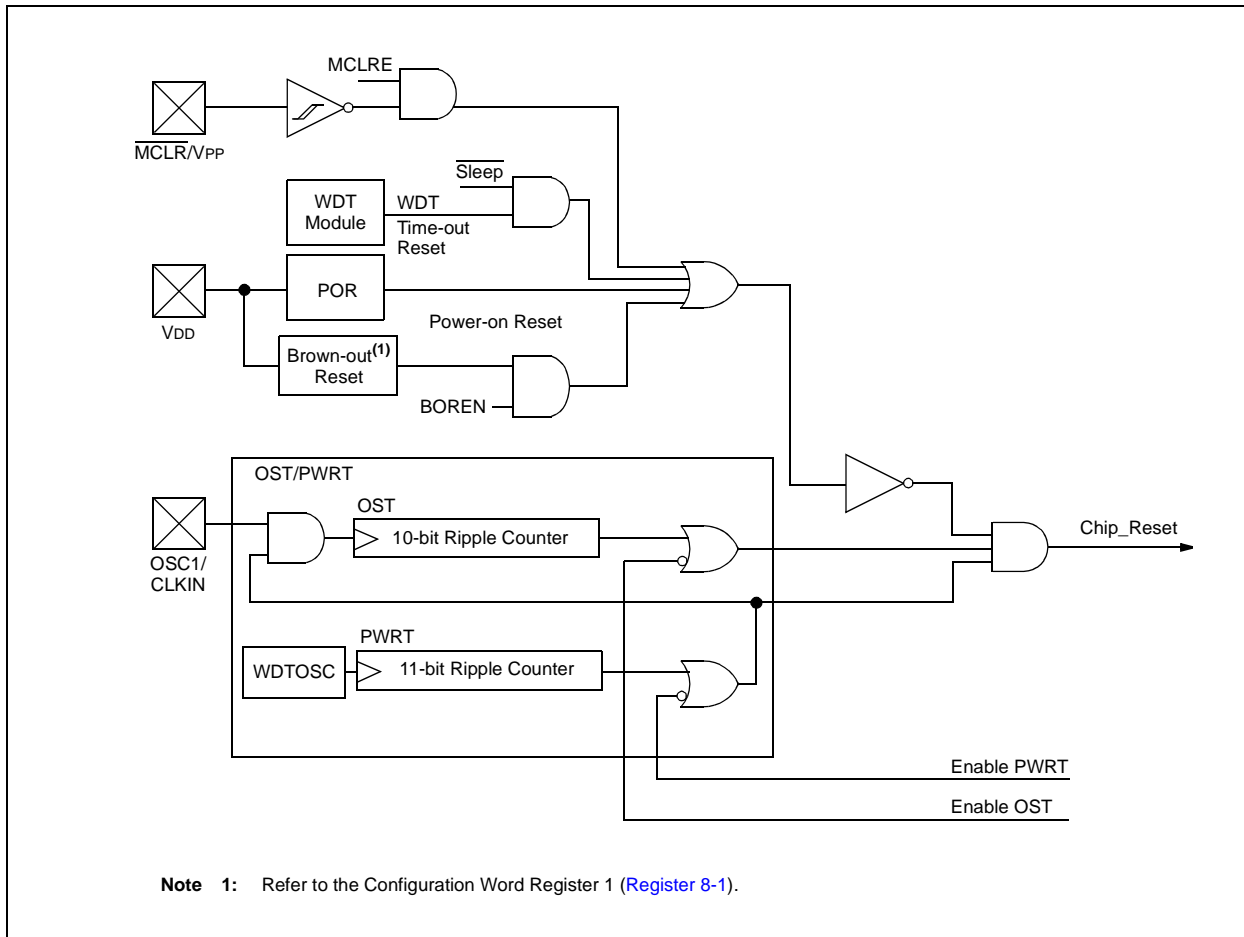 MCLRE
MCLR/VPP
Sleep
WDT
Module
WDT
Time-out
Reset
POR
VDD
Power-on Reset
Brown-out(1)
Reset
BOREN
OST/PWRT
OST
10-bit Ripple Counter
OSC1/
CLKIN
Chip_Reset
PWRT
WDTOSC
11-bit Ripple Counter
Enable PWRT
Enable OST
Note 1: Refer to the Configuration Word Register 1 (Register 8-1).